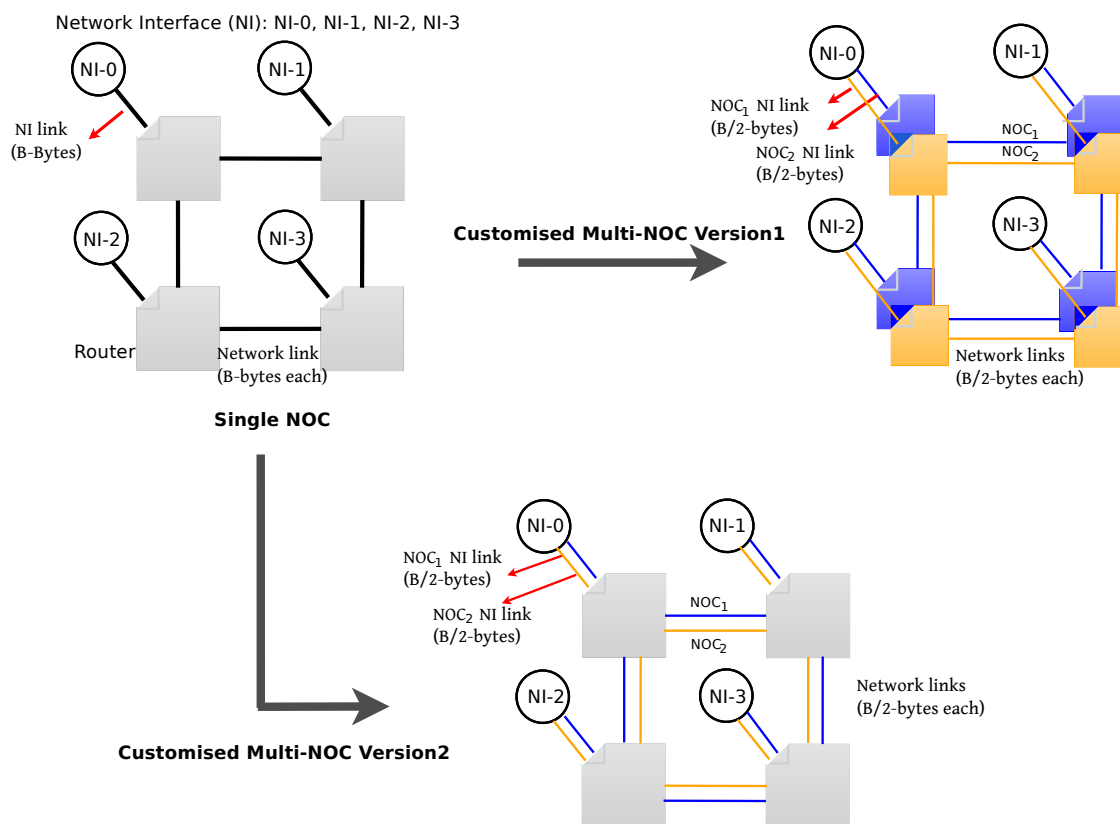 Network Interface (NI): NI-0, NI-1, NI-2, NI-3
NI-0
NI-1
NI link
(B-Bytes)
NI-2
NI-3
Router
Network link
(B-bytes each)
Single NOC
Customised Multi-NOC Version1
NI-0
NI-1
NOC₁ NI link
(B/2-bytes)
NOC₂ NI link
(B/2-bytes)
NOC₁
NOC₂
NI-2
NI-3
Network links
(B/2-bytes each)
Customised Multi-NOC Version2
NI-0
NI-1
NOC₁ NI link
(B/2-bytes)
NOC₂ NI link
(B/2-bytes)
NOC₁
NOC₂
NI-2
NI-3
Network links
(B/2-bytes each)